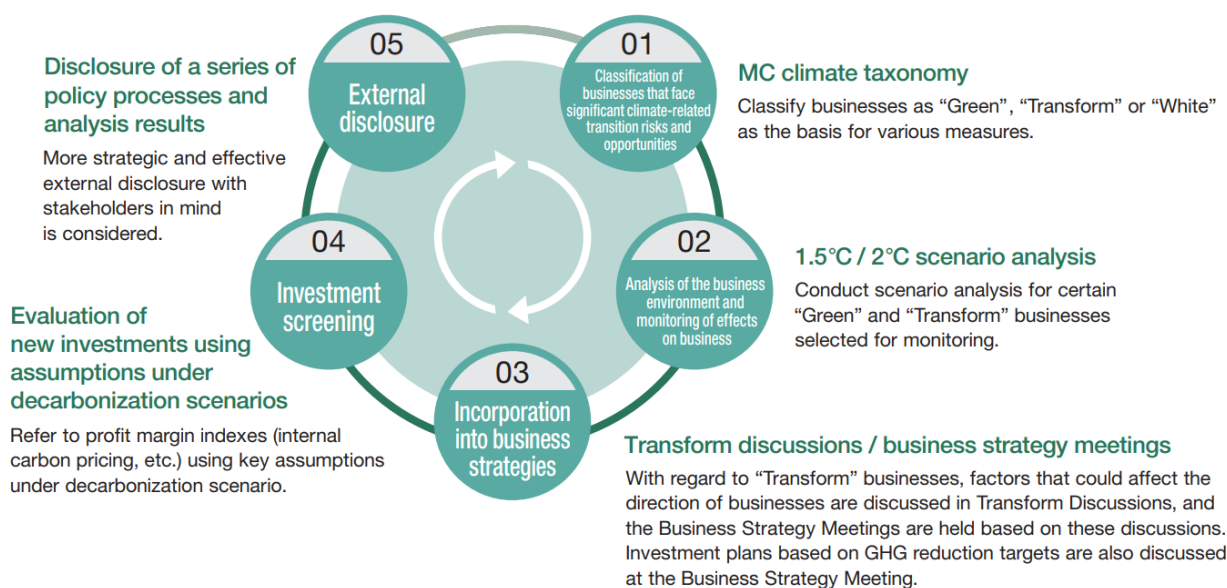 01
Classification of
businesses that face
significant climate-related
transition risks and
opportunities
MC climate taxonomy
Classify businesses as “Green”, “Transform” or “White”
as the basis for various measures.
02
Analysis of the business
environment and
monitoring of effects
on business
1.5°C / 2°C scenario analysis
Conduct scenario analysis for certain
“Green” and “Transform” businesses
selected for monitoring.
03
Incorporation
into business
strategies
Transform discussions / business strategy meetings
With regard to “Transform” businesses, factors that could affect the
direction of businesses are discussed in Transform Discussions, and
the Business Strategy Meetings are held based on these discussions.
Investment plans based on GHG reduction targets are also discussed
at the Business Strategy Meeting.
04
Investment
screening
Evaluation of
new investments using
assumptions under
decarbonization scenarios
Refer to profit margin indexes (internal
carbon pricing, etc.) using key assumptions
under decarbonization scenario.
05
External
disclosure
Disclosure of a series of
policy processes and
analysis results
More strategic and effective
external disclosure with
stakeholders in mind
is considered.